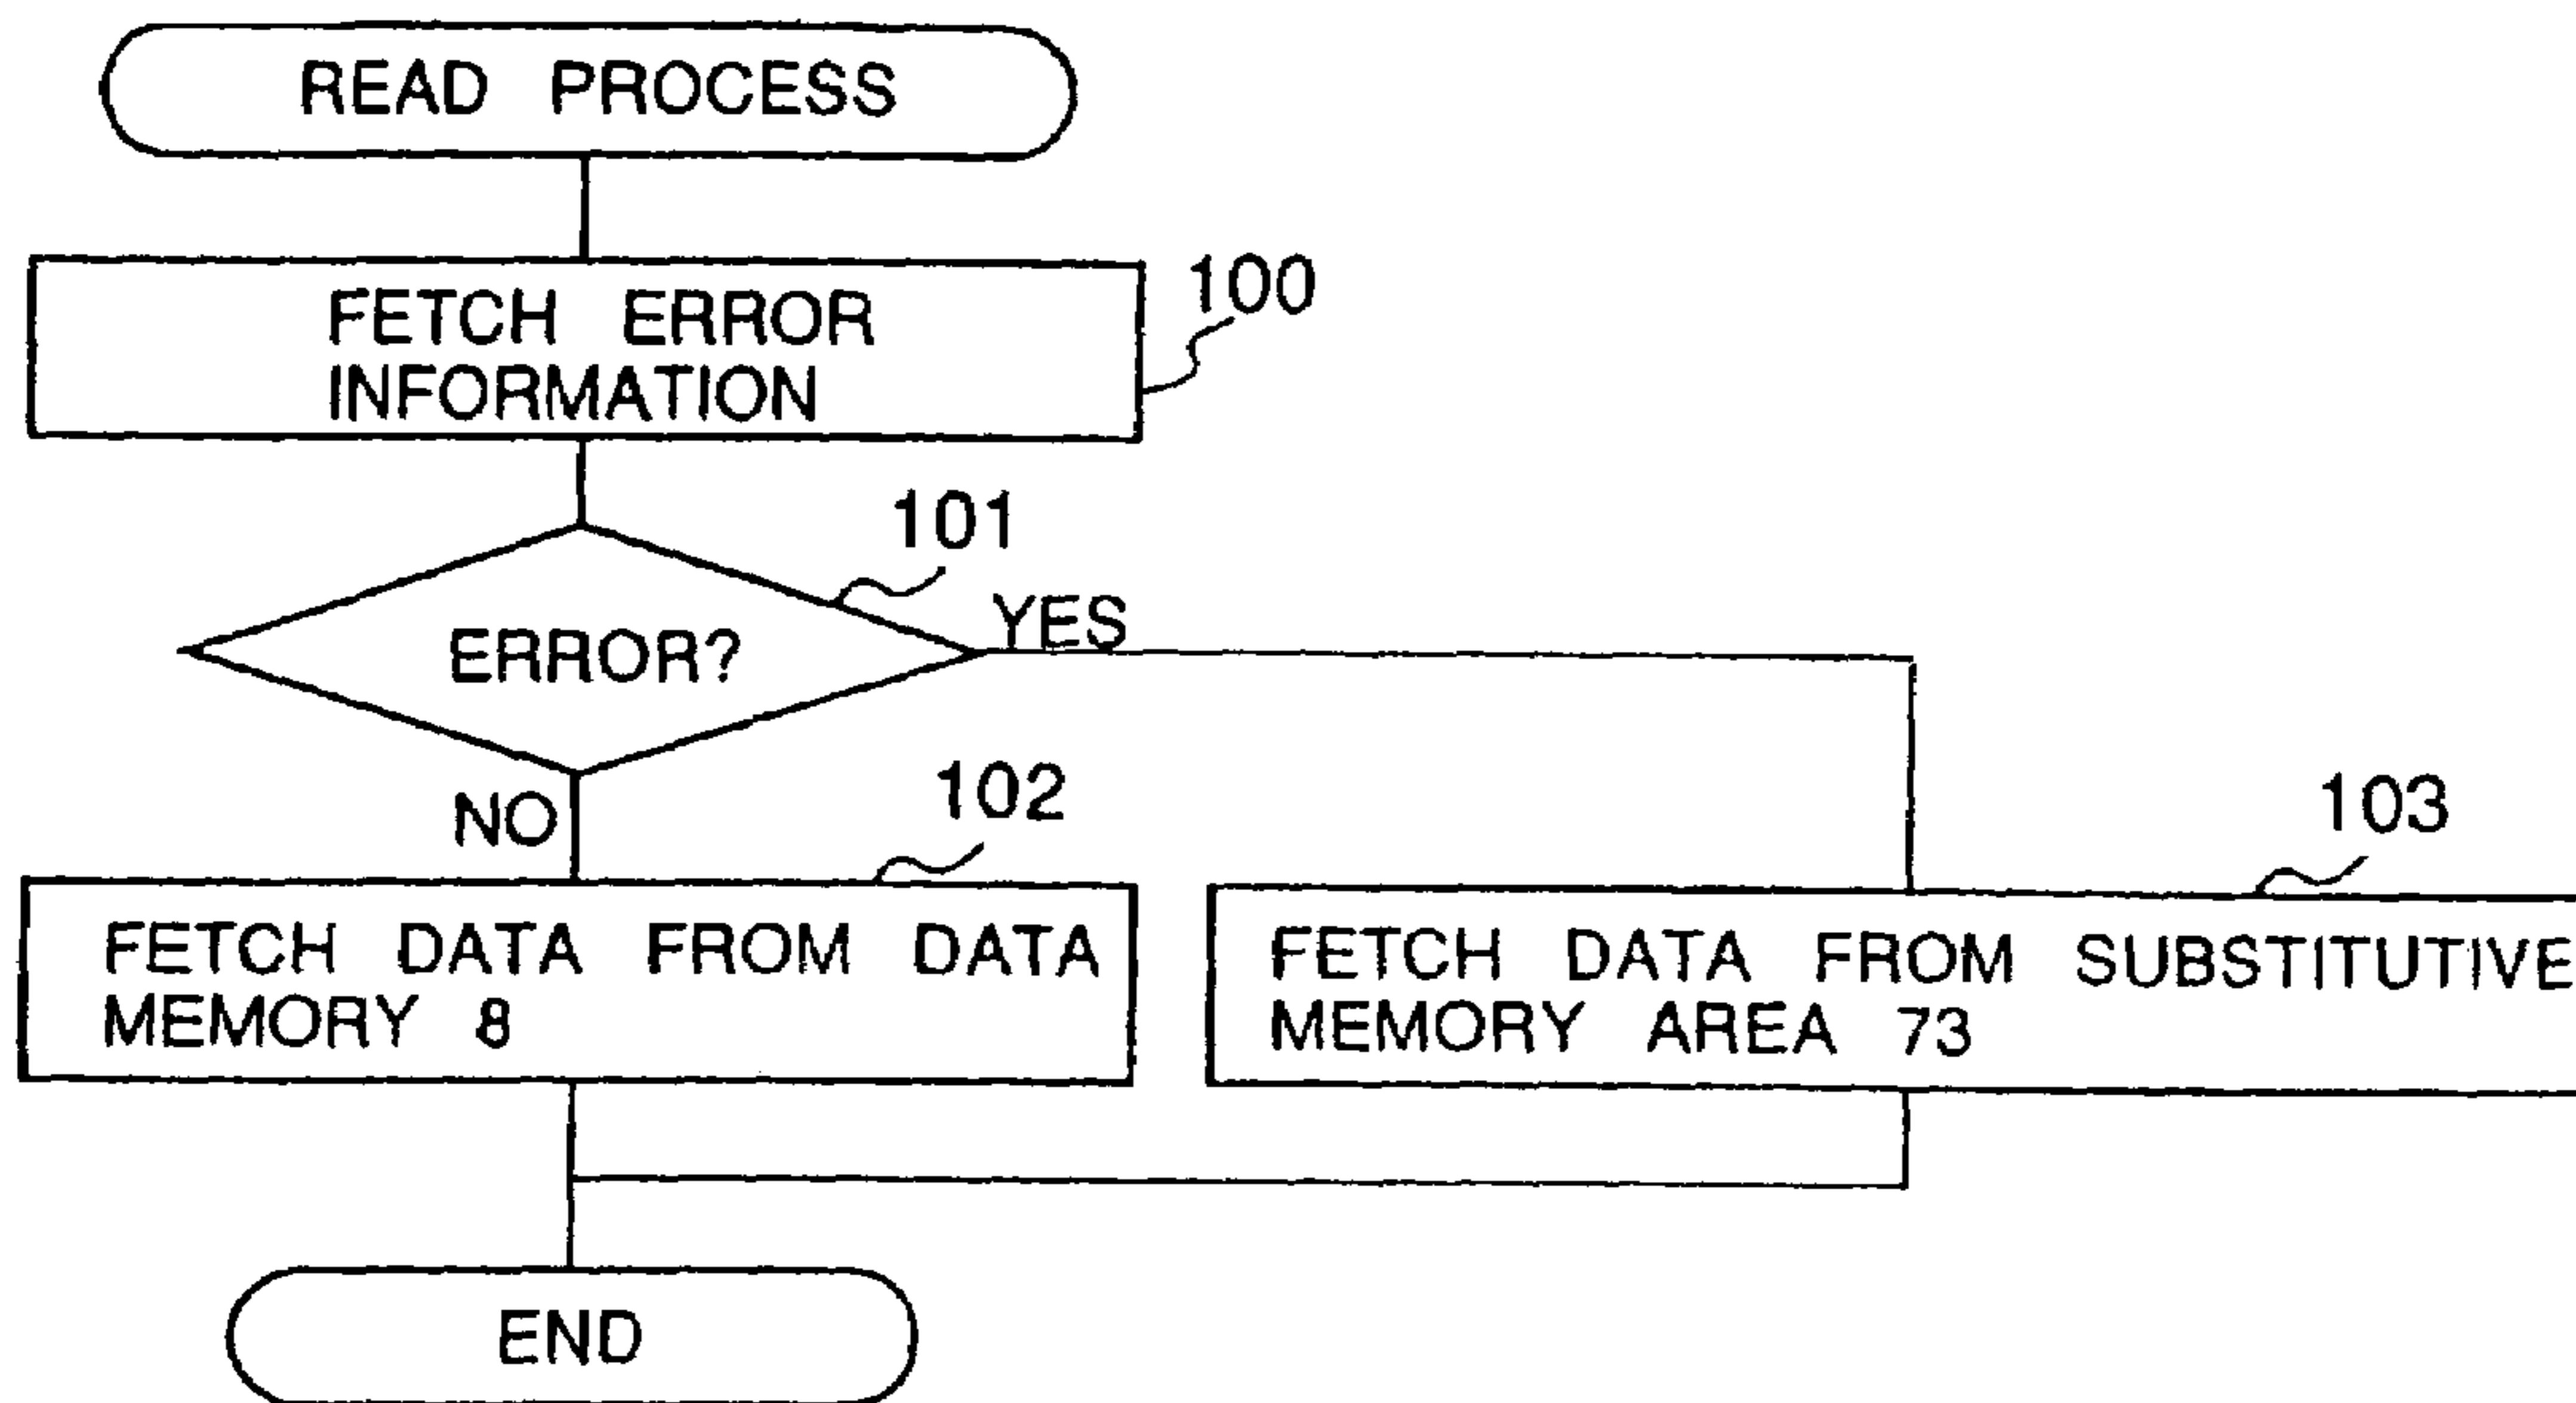 READ PROCESS
FETCH ERROR
INFORMATION
100
101
ERROR?
YES
NO
102
103
FETCH DATA FROM DATA
MEMORY 8
FETCH DATA FROM SUBSTITUTIVE
MEMORY AREA 73
END